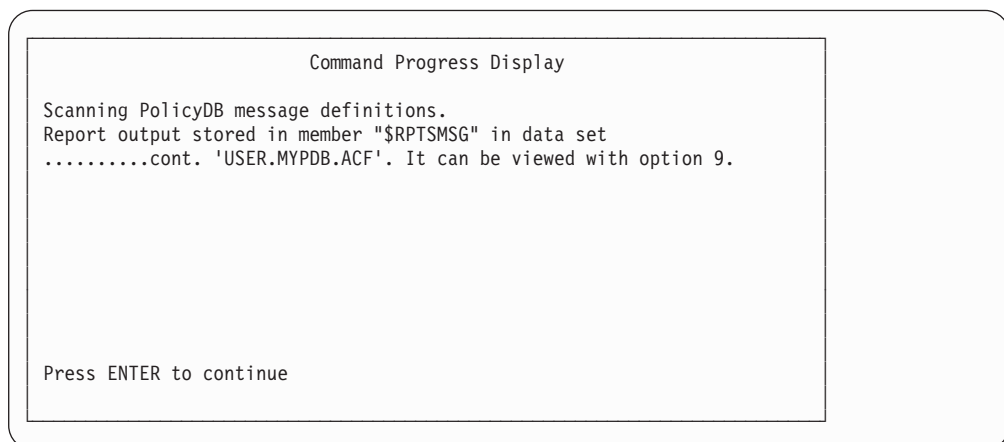 Command Progress Display
Scanning PolicyDB message definitions.
Report output stored in member "$RPTSMSG" in data set
..........cont. 'USER.MYPDB.ACF'. It can be viewed with option 9.
Press ENTER to continue